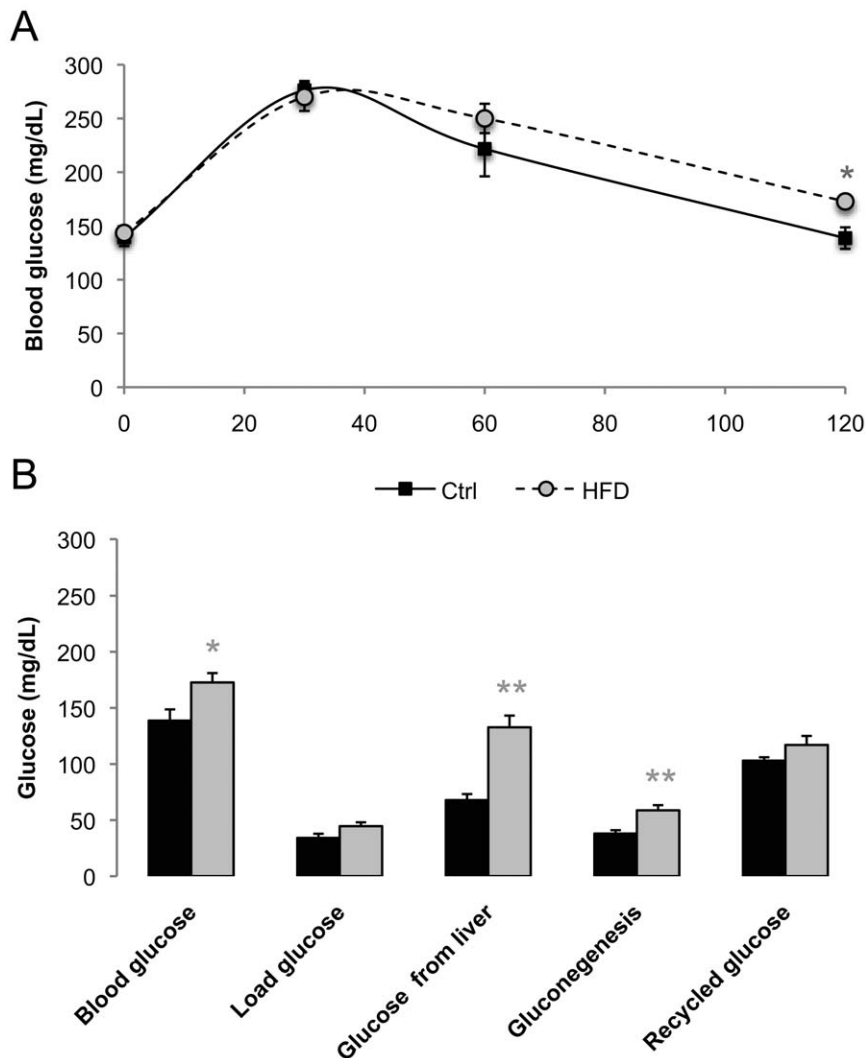 A
Blood glucose (mg/dL)
300
250
200
150
100
50
0
*
0 20 40 60 80 100 120
B
Ctrl HFD
Glucose (mg/dL)
300
250
200
150
100
50
0
* ** **
Blood glucose
Load glucose
Glucose from liver
Gluconegenesis
Recycled glucose